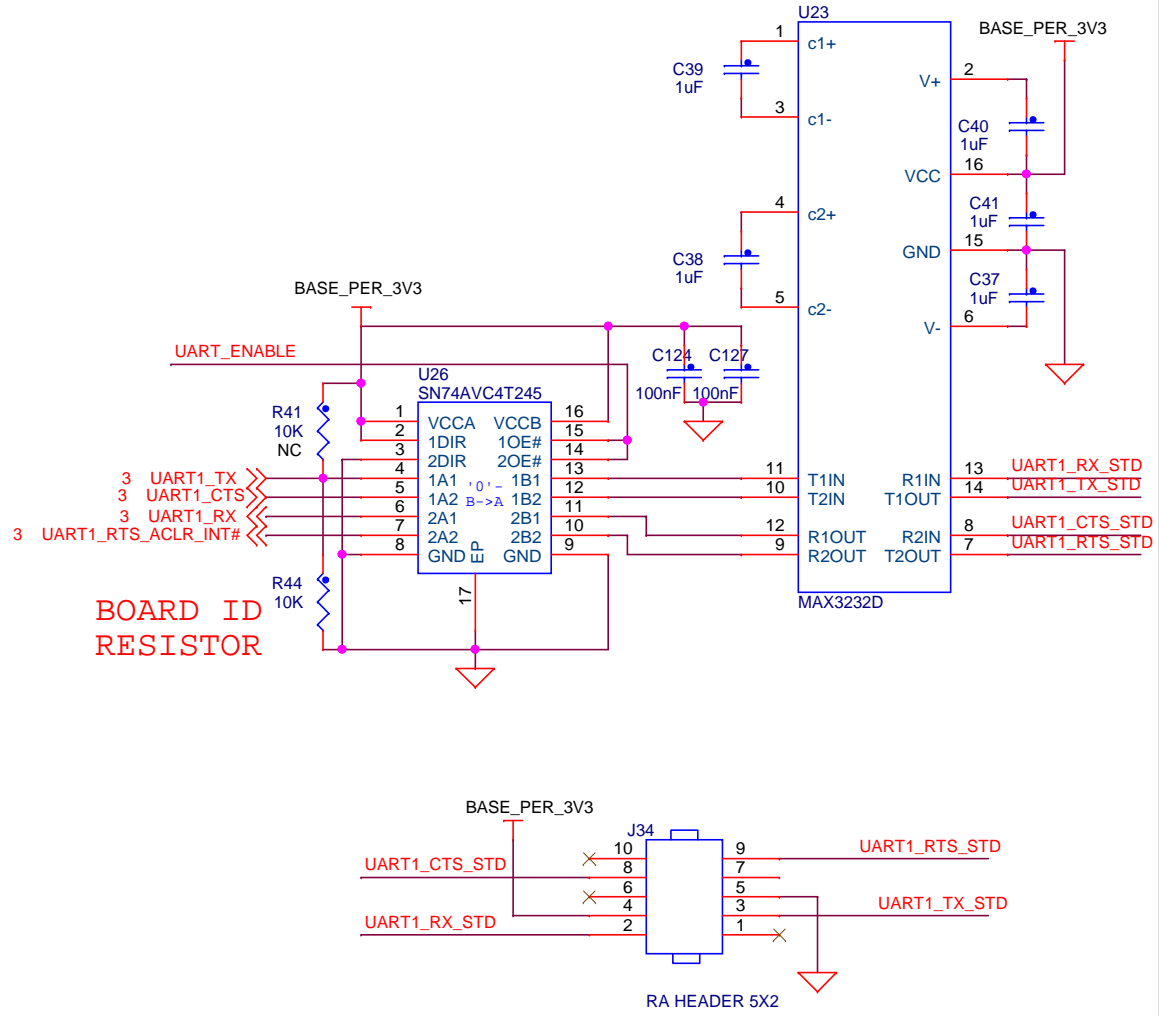 U23
BASE_PER_3V3
1
c1+
C39
1uF
3
c1-
2
V+
C40
1uF
16
VCC
4
c2+
C41
1uF
15
GND
C38
1uF
5
c2-
C37
1uF
6
V-
BASE_PER_3V3
UART_ENABLE
C124
100nF
C127
100nF
U26
SN74AVC4T245
R41
10K
NC
1 VCCA VCCB 16
2 1DIR 1OE# 15
3 2DIR 2OE# 14
3 UART1_TX 4 1A1 1B1 13
3 UART1_CTS 5 1A2 1B2 12
3 UART1_RX 6 2A1 2B1 11
3 UART1_RTS_ACLR_INT# 7 2A2 2B2 10
8 GND EP GND 9
'0'-
B->A
17
11 T1IN R1IN 13 UART1_RX_STD
10 T2IN T1OUT 14 UART1_TX_STD
12 R1OUT R2IN 8 UART1_CTS_STD
9 R2OUT T2OUT 7 UART1_RTS_STD
MAX3232D
R44
10K
BOARD ID
RESISTOR
BASE_PER_3V3
J34
10 9 UART1_RTS_STD
UART1_CTS_STD 8 7
6 5
4 3 UART1_TX_STD
UART1_RX_STD 2 1
RA HEADER 5X2